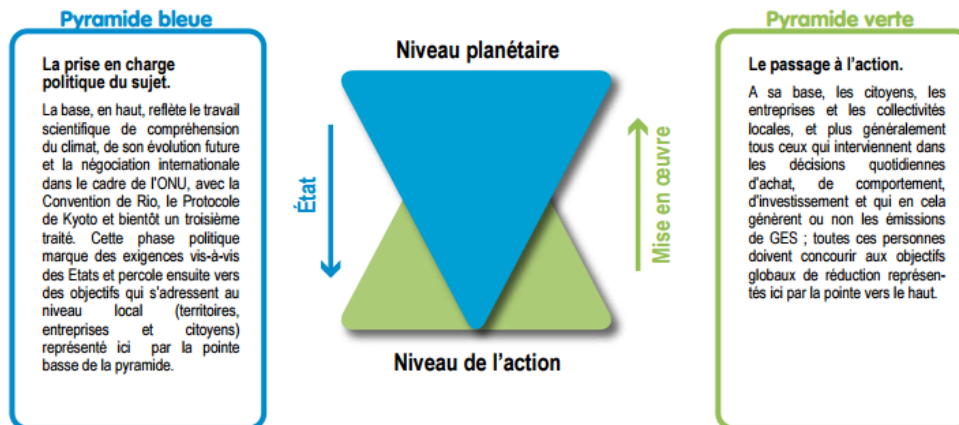 Pyramide bleue
La prise en charge
politique du sujet.
La base, en haut, reflète le travail
scientifique de compréhension
du climat, de son évolution future
et la négociation internationale
dans le cadre de l'ONU, avec la
Convention de Rio, le Protocole
de Kyoto et bientôt un troisième
traité. Cette phase politique
marque des exigences vis-à-vis
des Etats et percole ensuite vers
des objectifs qui s'adressent au
niveau local (territoires,
entreprises et citoyens)
représenté ici par la pointe
basse de la pyramide.
Niveau planétaire
État
Mise en œuvre
Niveau de l'action
Pyramide verte
Le passage à l'action.
A sa base, les citoyens, les
entreprises et les collectivités
locales, et plus généralement
tous ceux qui interviennent dans
les décisions quotidiennes
d'achat, de comportement,
d'investissement et qui en cela
génèrent ou non les émissions
de GES ; toutes ces personnes
doivent concourir aux objectifs
globaux de réduction représen-
tés ici par la pointe vers le haut.